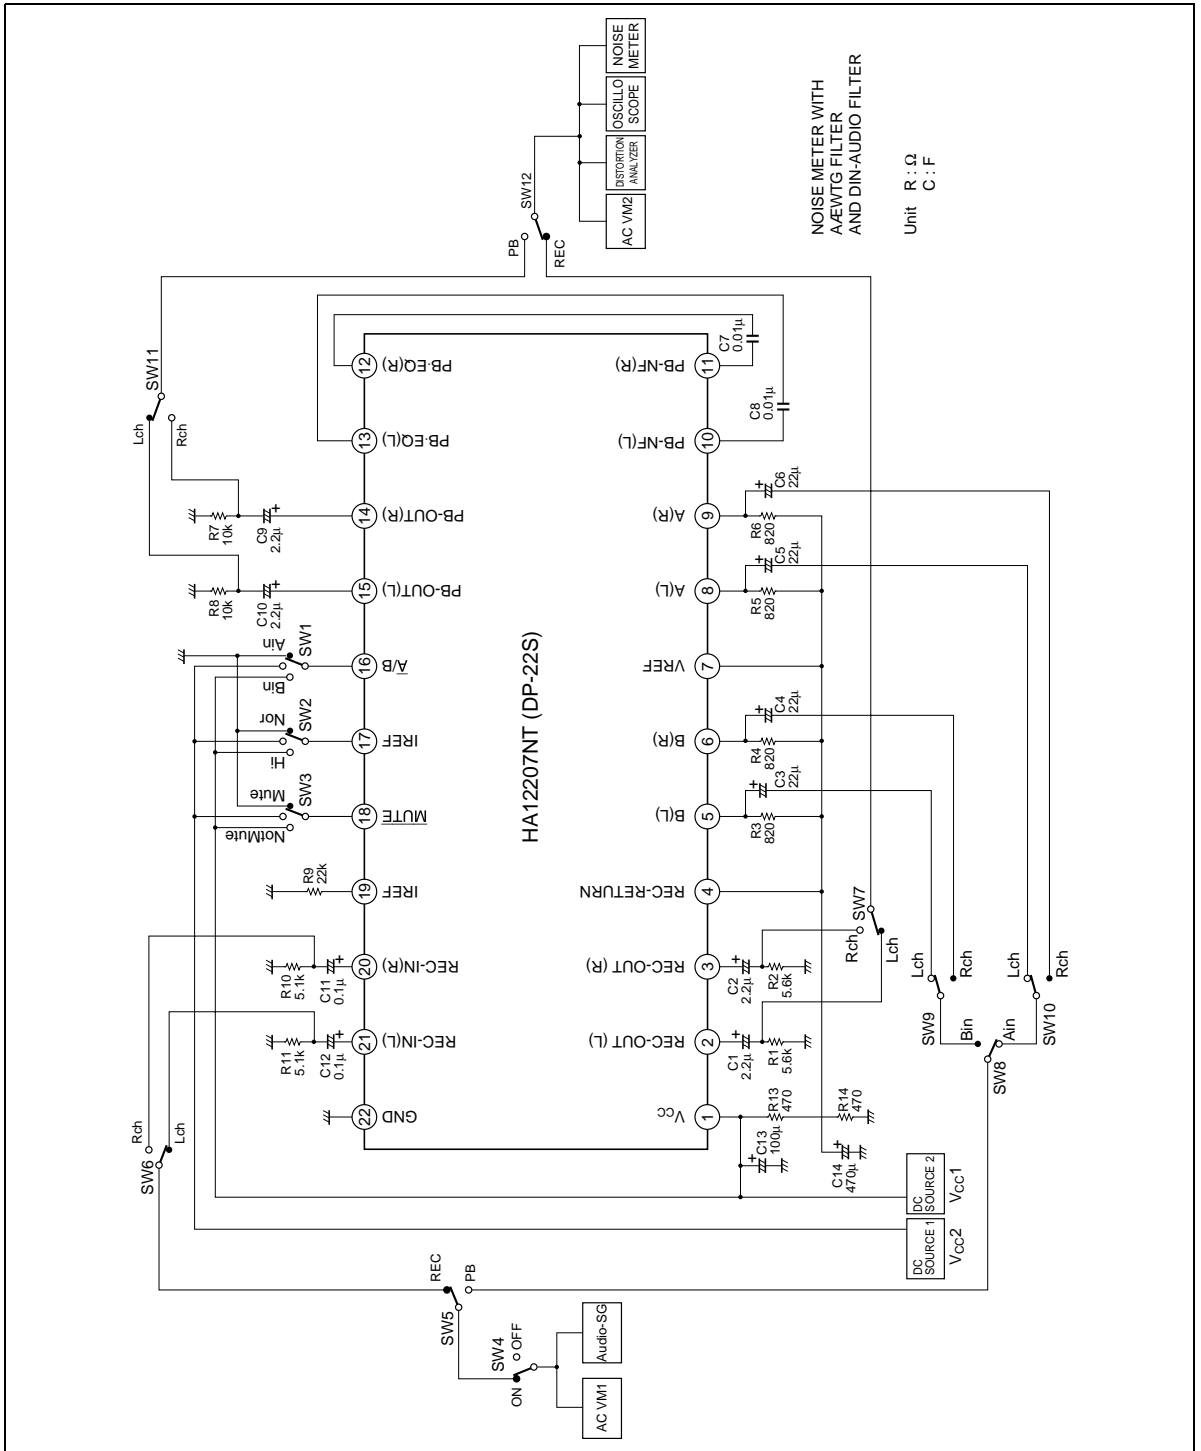 NOISE
METER
OSCILLO
SCOPE
DISTORTION
ANALYZER
AC VM2
SW12
PB
REC
NOISE METER WITH
AÆWTG FILTER
AND DIN-AUDIO FILTER
Unit R : Ω
C : F
SW11
Lch
Rch
R7
10k
C9
2.2µ
+
R8
10k
C10
2.2µ
+
SW1
Ain
Bin
SW2
Nor
Hi
SW3
Mute
NotMute
R9
22k
R10
5.1k
C11
0.1µ
+
R11
5.1k
C12
0.1µ
+
Rch
SW6
Lch
12
PB-EQ(R)
13
PB-EQ(L)
14
PB-OUT(R)
15
PB-OUT(L)
16
A/B
17
IREF
18
MUTE
19
IREF
20
REC-IN(R)
21
REC-IN(L)
22
GND
HA12207NT (DP-22S)
PB-NF(R)
11
PB-NF(L)
10
A(R)
9
A(L)
8
VREF
7
B(R)
6
B(L)
5
REC-RETURN
4
REC-OUT (R)
3
REC-OUT (L)
2
VCC
1
C7
0.01µ
C8
0.01µ
+
C6
22µ
R6
820
+
C5
22µ
R5
820
+
C4
22µ
R4
820
+
C3
22µ
R3
820
C2
2.2µ
+
R2
5.6k
C1
2.2µ
+
R1
5.6k
R13
470
R14
470
+
C13
100µ
+
C14
470µ
SW7
Rch
Lch
Lch
Rch
SW9
Bin
Lch
Rch
SW10
Ain
SW8
DC
SOURCE 2
VCC1
DC
SOURCE 1
VCC2
REC
PB
SW5
SW4
OFF
ON
Audio-SG
AC VM1